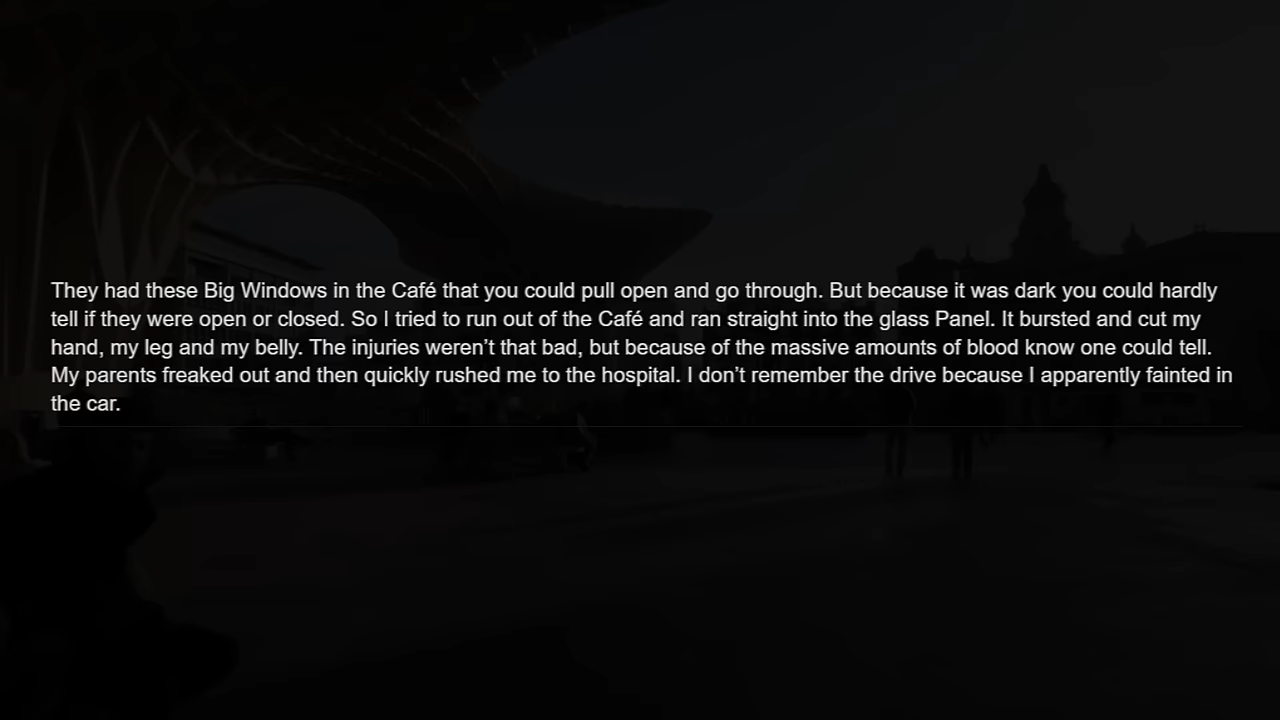 They had these Big Windows in the Café that you could pull open and go through. But because it was dark you could hardly
tell if they were open or closed. So I tried to run out of the Café and ran straight into the glass Panel. It bursted and cut my
hand, my leg and my belly. The injuries weren’t that bad, but because of the massive amounts of blood know one could tell.
My parents freaked out and then quickly rushed me to the hospital. I don’t remember the drive because I apparently fainted in
the car.